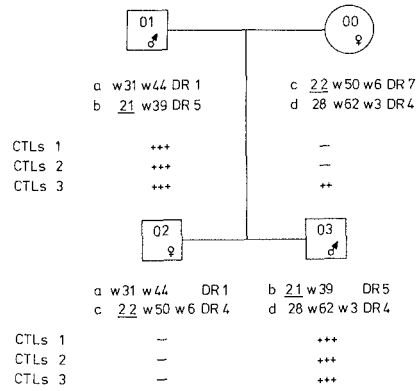 01 00
♂ ♀
a w31 w44 DR 1 c 22 w50 w6 DR 7
b 21 w39 DR 5 d 28 w62 w3 DR 4
CTLs 1 +++ –
CTLs 2 +++ –
CTLs 3 +++ ++
02 03
♀ ♂
a w31 w44 DR 1 b 21 w39 DR 5
c 22 w50 w6 DR 4 d 28 w62 w3 DR 4
CTLs 1 – +++
CTLs 2 – +++
CTLs 3 – +++